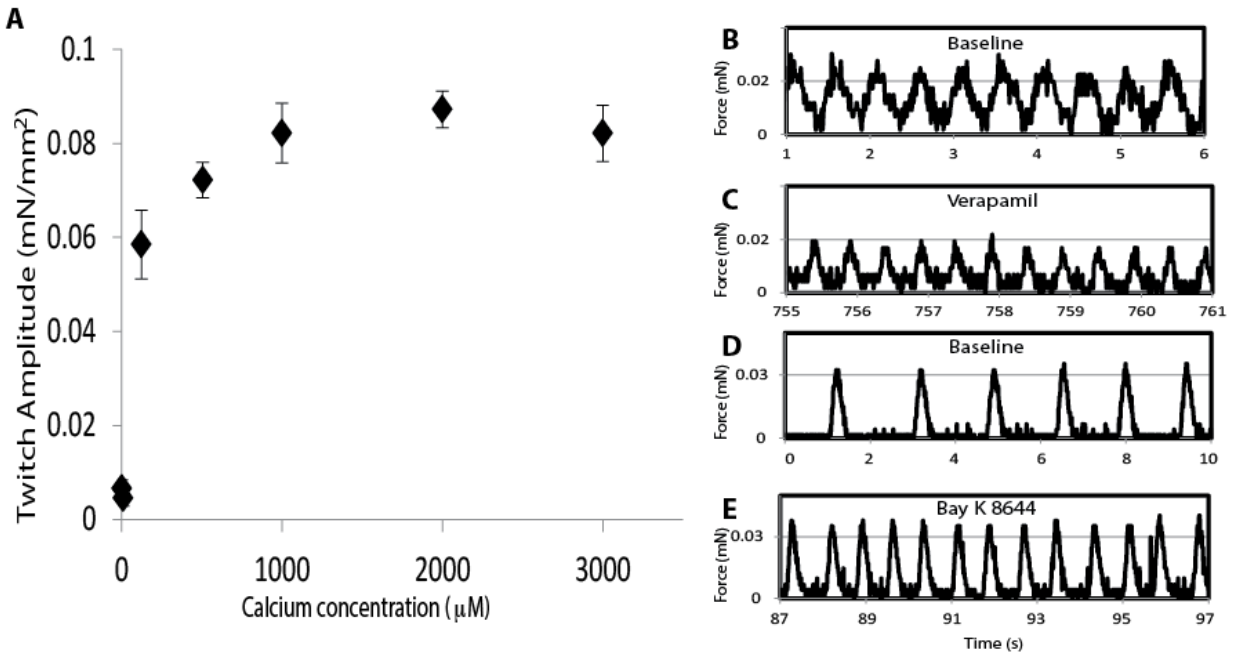 A
Twitch Amplitude (mN/mm²)
0.1
0.08
0.06
0.04
0.02
0
0 1000 2000 3000
Calcium concentration (μM)
B
Baseline
Force (mN)
0.02
0
1 2 3 4 5 6
C
Verapamil
Force (mN)
0.02
0
755 756 757 758 759 760 761
D
Baseline
Force (mN)
0.03
0
0 2 4 6 8 10
E
Bay K 8644
Force (mN)
0.03
0
87 89 91 93 95 97
Time (s)